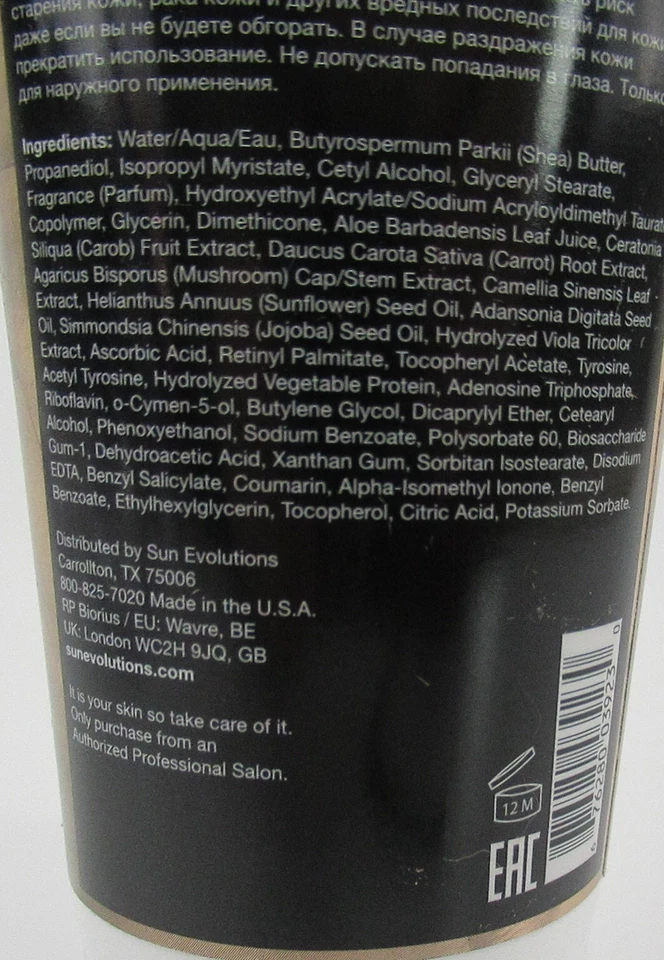 старения кожи, рака кожи и других вредных последствий для кожи
даже если вы не будете обгорать. В случае раздражения кожи
прекратить использование. Не допускать попадания в глаза. Только
для наружного применения.
Ingredients: Water/Aqua/Eau, Butyrospermum Parkii (Shea) Butter,
Propanediol, Isopropyl Myristate, Cetyl Alcohol, Glyceryl Stearate,
Fragrance (Parfum), Hydroxyethyl Acrylate/Sodium Acryloyldimethyl Taurate
Copolymer, Glycerin, Dimethicone, Aloe Barbadensis Leaf Juice, Ceratonia
Siliqua (Carob) Fruit Extract, Daucus Carota Sativa (Carrot) Root Extract,
Agaricus Bisporus (Mushroom) Cap/Stem Extract, Camellia Sinensis Leaf
Extract, Helianthus Annuus (Sunflower) Seed Oil, Adansonia Digitata Seed
Oil, Simmondsia Chinensis (Jojoba) Seed Oil, Hydrolyzed Viola Tricolor
Extract, Ascorbic Acid, Retinyl Palmitate, Tocopheryl Acetate, Tyrosine,
Acetyl Tyrosine, Hydrolyzed Vegetable Protein, Adenosine Triphosphate,
Riboflavin, o-Cymen-5-ol, Butylene Glycol, Dicaprylyl Ether, Cetearyl
Alcohol, Phenoxyethanol, Sodium Benzoate, Polysorbate 60, Biosaccharide
Gum-1, Dehydroacetic Acid, Xanthan Gum, Sorbitan Isostearate, Disodium
EDTA, Benzyl Salicylate, Coumarin, Alpha-Isomethyl Ionone, Benzyl
Benzoate, Ethylhexylglycerin, Tocopherol, Citric Acid, Potassium Sorbate.
Distributed by Sun Evolutions
Carrollton, TX 75006
800-825-7020 Made in the U.S.A.
RP Biorius / EU: Wavre, BE
UK: London WC2H 9JQ, GB
sunevolutions.com
It is your skin so take care of it.
Only purchase from an
Authorized Professional Salon.
12 M
EAC
6 76280 03923 0